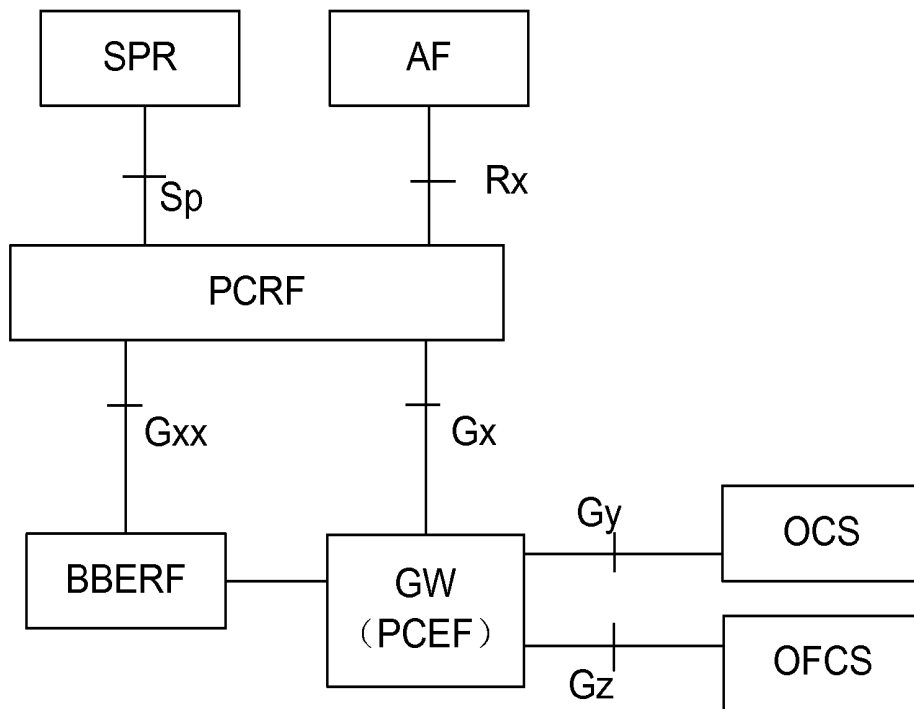 SPR
AF
Sp
Rx
PCRF
Gxx
Gx
Gy
OCS
BBERF
GW
（PCEF）
Gz
OFCS